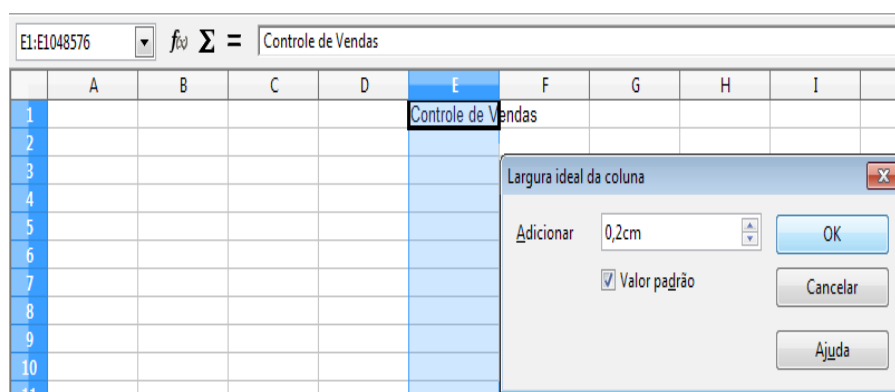 E1:E1048576 f(x) Σ = Controle de Vendas
A B C D E F G H I
1 Controle de Vendas
2
3
4
5
6
7
8
9
10
11
Largura ideal da coluna
Adicionar 0,2cm OK
Valor padrão Cancelar
Ajuda